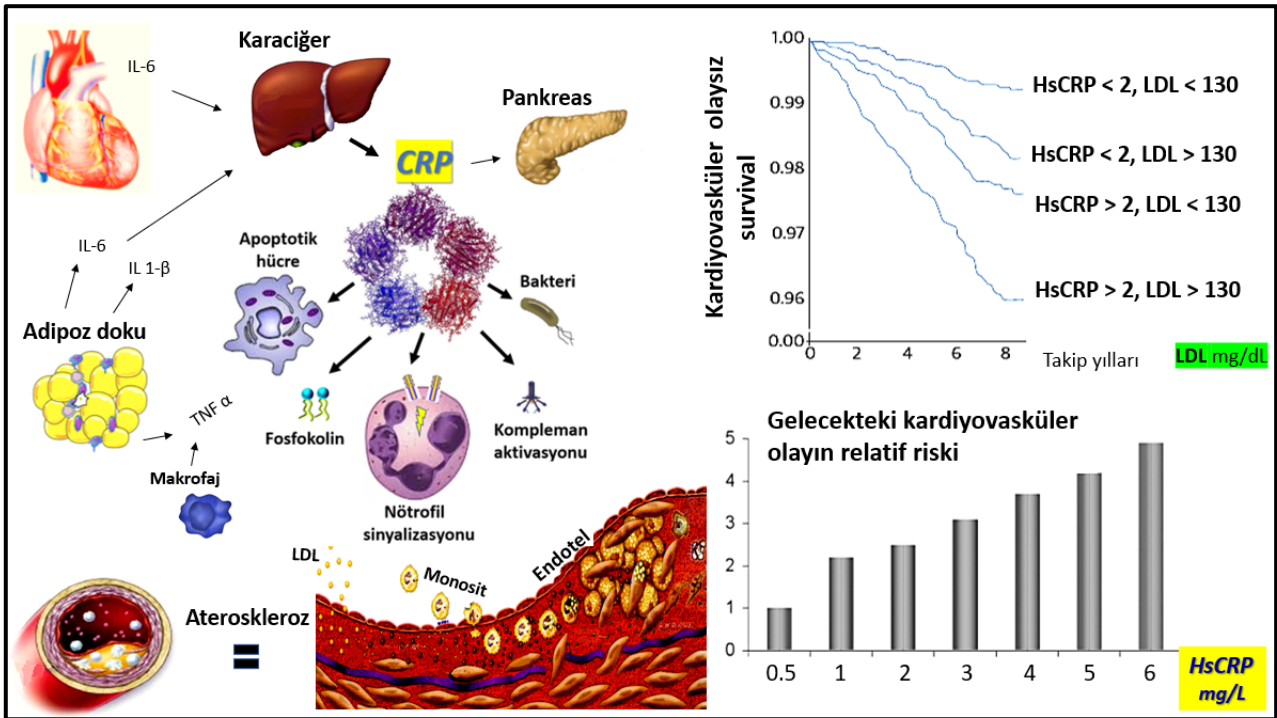 Karaciğer
IL-6
Pankreas
CRP
IL-6
IL 1-β
Apoptotik
hücre
Bakteri
Adipoz doku
TNF α
Fosfokolin
Kompleman
aktivasyonu
Makrofaj
Nötrofil
sinyalizasyonu
LDL
Monosit
Endotel
Ateroskleroz
=
Kardiyovasküler olaysız
survival
1.00
0.99
0.98
0.97
0.96
0.00
0 2 4 6 8
HsCRP < 2, LDL < 130
HsCRP < 2, LDL > 130
HsCRP > 2, LDL < 130
HsCRP > 2, LDL > 130
Takip yılları
LDL mg/dL
Gelecekteki kardiyovasküler
olayın relatif riski
5
4
3
2
1
0
0.5 1 2 3 4 5 6
HsCRP
mg/L